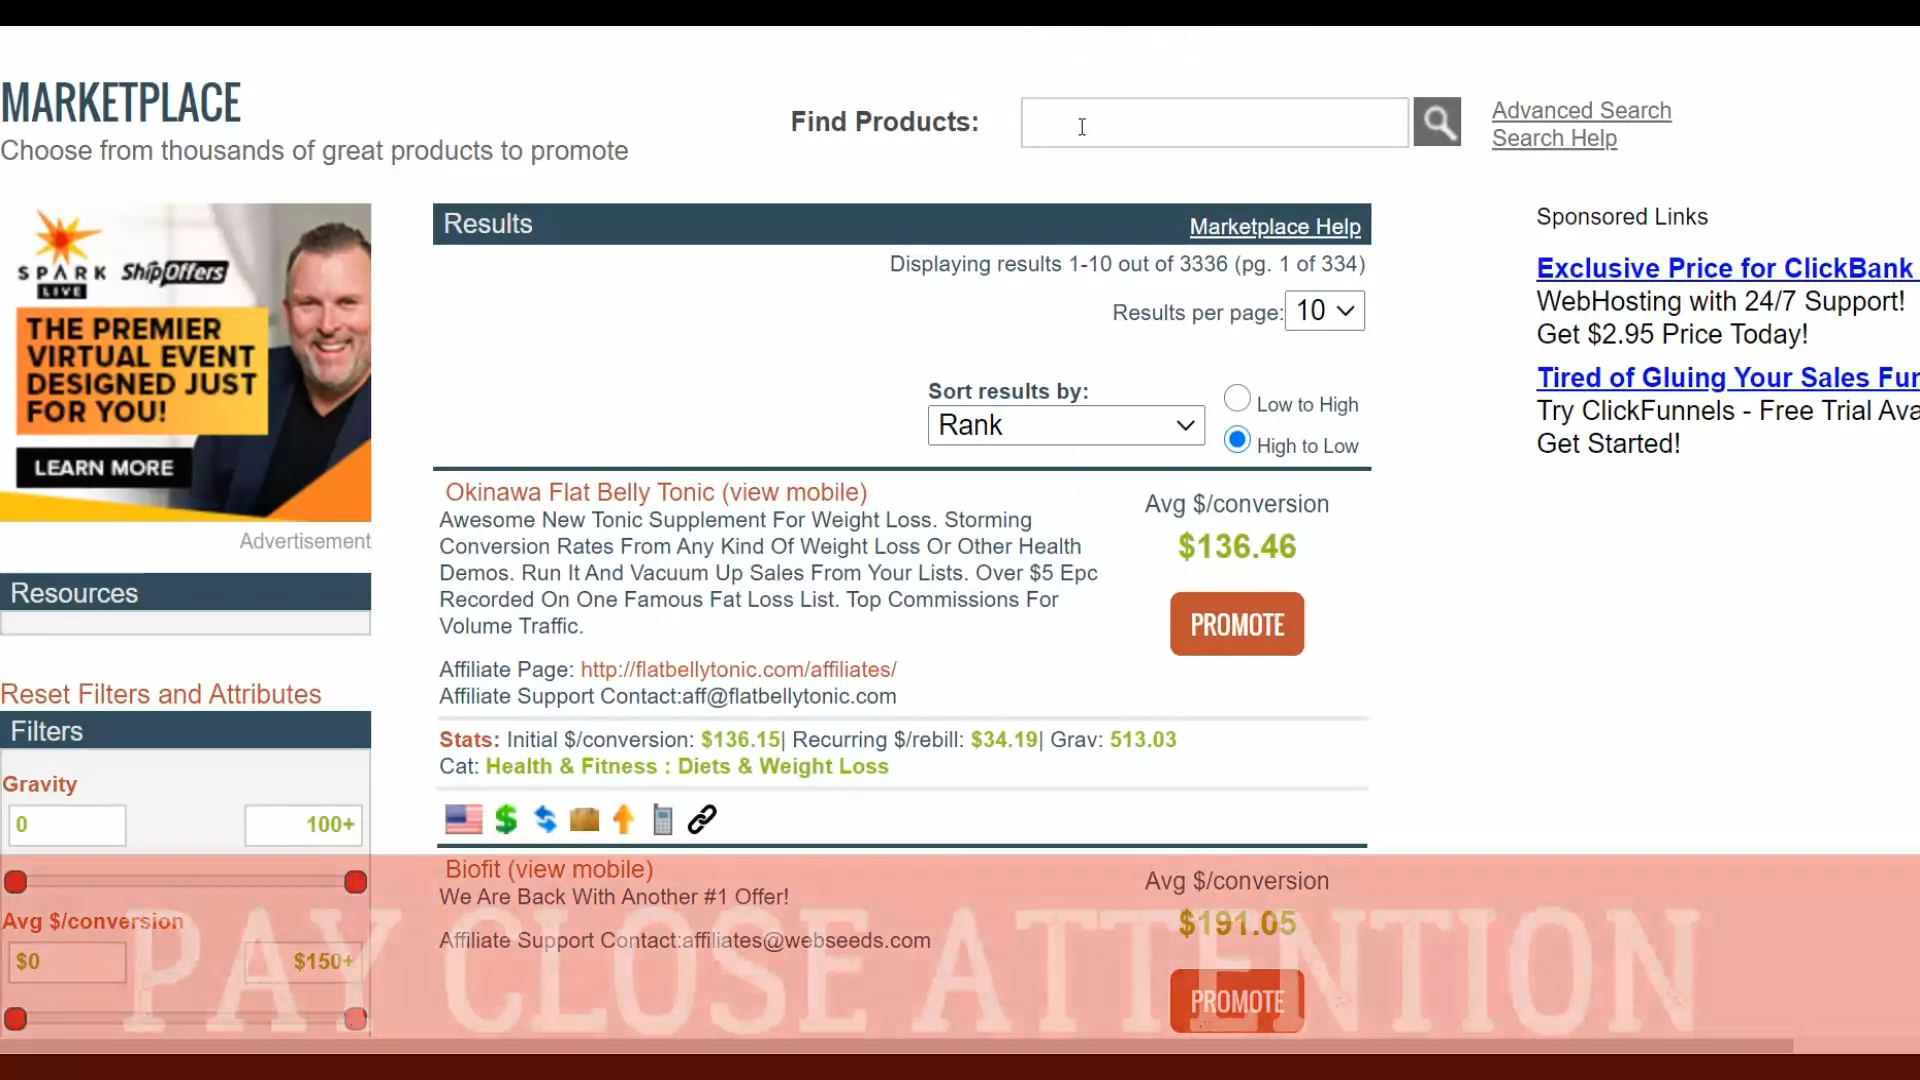 MARKETPLACE
Choose from thousands of great products to promote
Find Products:
Advanced Search
Search Help
SPARK
LIVE
ShipOffers
THE PREMIER
VIRTUAL EVENT
DESIGNED JUST
FOR YOU!
LEARN MORE
Advertisement
Resources
Reset Filters and Attributes
Filters
Gravity
0 100+
Avg $/conversion
$0 $150+
Results
Marketplace Help
Displaying results 1-10 out of 3336 (pg. 1 of 334)
Results per page: 10
Sort results by:
Rank
Low to High
High to Low
Okinawa Flat Belly Tonic (view mobile)
Awesome New Tonic Supplement For Weight Loss. Storming
Conversion Rates From Any Kind Of Weight Loss Or Other Health
Demos. Run It And Vacuum Up Sales From Your Lists. Over $5 Epc
Recorded On One Famous Fat Loss List. Top Commissions For
Volume Traffic.
Affiliate Page: http://flatbellytonic.com/affiliates/
Affiliate Support Contact:aff@flatbellytonic.com
Avg $/conversion
$136.46
PROMOTE
Stats: Initial $/conversion: $136.15| Recurring $/rebill: $34.19| Grav: 513.03
Cat: Health & Fitness : Diets & Weight Loss
Biofit (view mobile)
We Are Back With Another #1 Offer!
Affiliate Support Contact:affiliates@webseeds.com
Avg $/conversion
$191.05
PROMOTE
Sponsored Links
Exclusive Price for ClickBank
WebHosting with 24/7 Support!
Get $2.95 Price Today!
Tired of Gluing Your Sales Fun
Try ClickFunnels - Free Trial Ava
Get Started!
PAY CLOSE ATTENTION